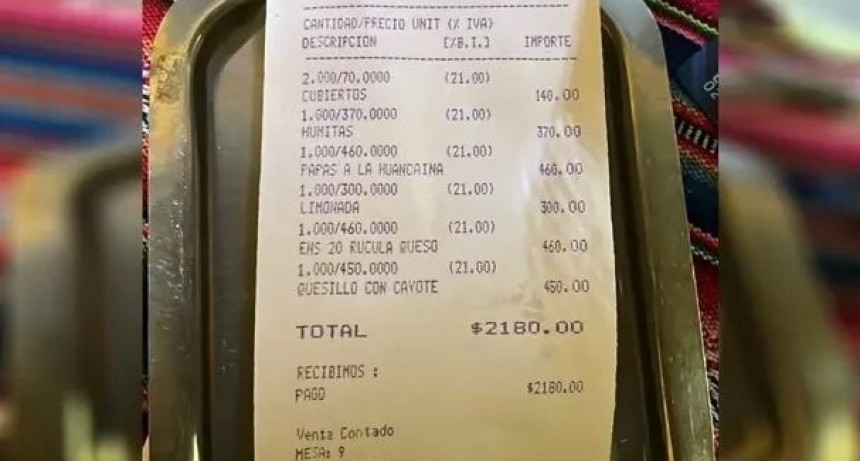 CANTIDAD/PRECIO UNIT (% IVA)
DESCRIPCION [%B.I.] IMPORTE
2.000/70.0000 (21.00)
CUBIERTOS 140.00
1.000/370.0000 (21.00)
HUMITAS 370.00
1.000/460.0000 (21.00)
PAPAS A LA HUANCAINA 460.00
1.000/300.0000 (21.00)
LIMONADA 300.00
1.000/460.0000 (21.00)
ENS 20 RUCULA QUESO 460.00
1.000/450.0000 (21.00)
QUESILLO CON CAYOTE 450.00
TOTAL $2180.00
RECIBIMOS :
PAGO $2180.00
Venta Contado
MESA: 9